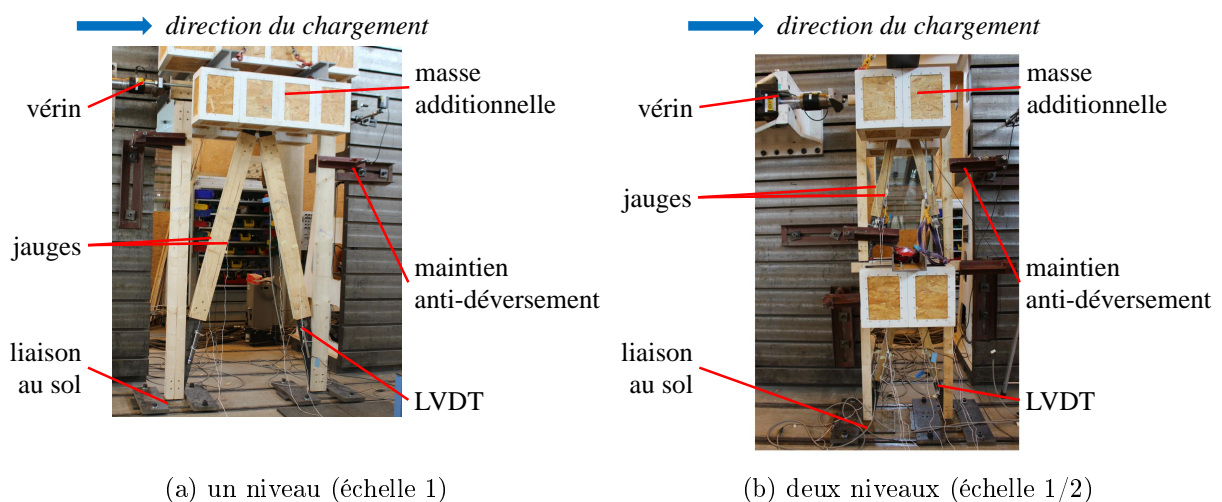 direction du chargement
vérin
masse
additionnelle
jauges
maintien
anti-déversement
liaison
au sol
LVDT
(a) un niveau (échelle 1)
direction du chargement
vérin
masse
additionnelle
jauges
maintien
anti-déversement
liaison
au sol
LVDT
(b) deux niveaux (échelle 1/2)